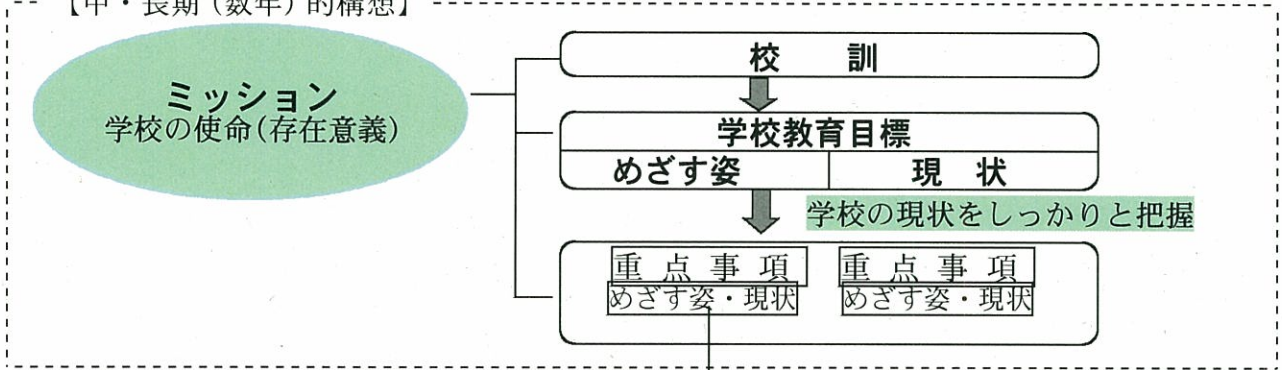 【中・長期（数年）的構想】
ミッション
学校の使命(存在意義)
校　訓
学校教育目標
めざす姿　現　状
学校の現状をしっかりと把握
重点事項　重点事項
めざす姿・現状　めざす姿・現状